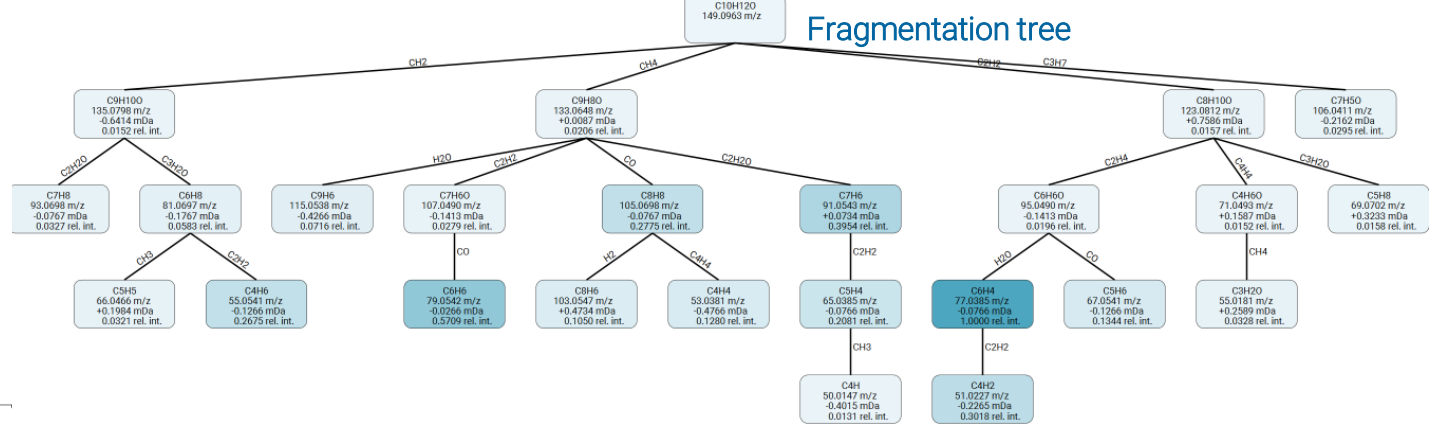 C10H12O
149.0963 m/z
Fragmentation tree
CH2
CH4
C2H2
C3H7
C9H10O
135.0798 m/z
-0.6414 mDa
0.0152 rel. int.
C9H8O
133.0648 m/z
+0.0087 mDa
0.0206 rel. int.
C8H10O
123.0812 m/z
+0.7586 mDa
0.0157 rel. int.
C7H5O
106.0411 m/z
-0.2162 mDa
0.0295 rel. int.
C2H2O
C3H2O
H2O
C2H2
CO
C2H2O
C2H4
C4H4
C3H2O
C7H8
93.0698 m/z
-0.0767 mDa
0.0327 rel. int.
C6H8
81.0697 m/z
-0.1767 mDa
0.0583 rel. int.
C9H6
115.0538 m/z
-0.4266 mDa
0.0716 rel. int.
C7H6O
107.0490 m/z
-0.1413 mDa
0.0279 rel. int.
C8H8
105.0698 m/z
-0.0767 mDa
0.2775 rel. int.
C7H6
91.0543 m/z
+0.0734 mDa
0.3954 rel. int.
C6H6O
95.0490 m/z
-0.1413 mDa
0.0196 rel. int.
C4H6O
71.0493 m/z
+0.1587 mDa
0.0152 rel. int.
C5H8
69.0702 m/z
+0.3233 mDa
0.0158 rel. int.
CH3
C2H2
CO
H2
C4H4
C2H2
H2O
CO
CH4
C5H5
66.0466 m/z
+0.1984 mDa
0.0321 rel. int.
C4H6
55.0541 m/z
-0.1266 mDa
0.2675 rel. int.
C6H6
79.0542 m/z
-0.0266 mDa
0.5709 rel. int.
C8H6
103.0547 m/z
+0.4734 mDa
0.1050 rel. int.
C4H4
53.0381 m/z
-0.4766 mDa
0.1280 rel. int.
C5H4
65.0385 m/z
-0.0766 mDa
0.2081 rel. int.
C6H4
77.0385 m/z
-0.0766 mDa
1.0000 rel. int.
C5H6
67.0541 m/z
-0.1266 mDa
0.1344 rel. int.
C3H2O
55.0181 m/z
+0.2589 mDa
0.0328 rel. int.
CH3
C2H2
C4H
50.0147 m/z
-0.4015 mDa
0.0131 rel. int.
C4H2
51.0227 m/z
-0.2265 mDa
0.3018 rel. int.